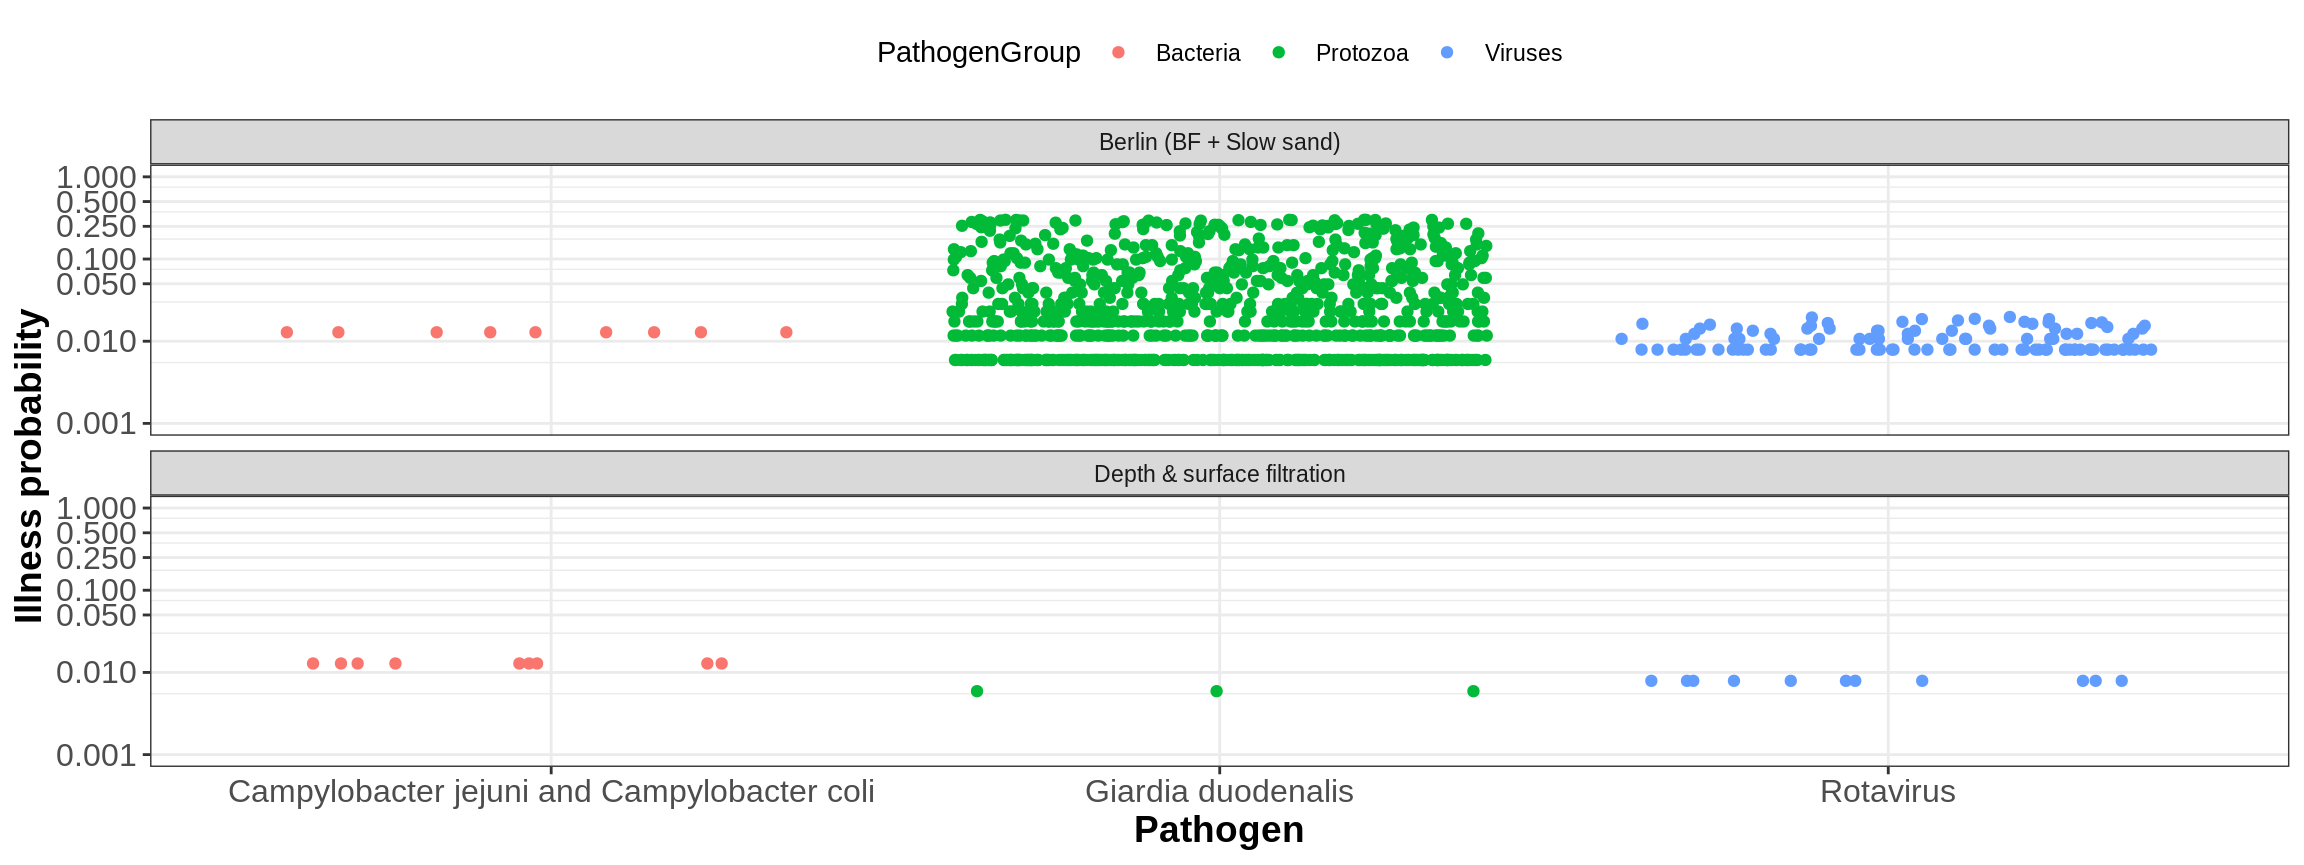 PathogenGroup Bacteria Protozoa Viruses
Berlin (BF + Slow sand)
1.000
0.500
0.250
0.100
0.050
0.010
0.001
Illness probability
Depth & surface filtration
1.000
0.500
0.250
0.100
0.050
0.010
0.001
Campylobacter jejuni and Campylobacter coli Giardia duodenalis Rotavirus
Pathogen